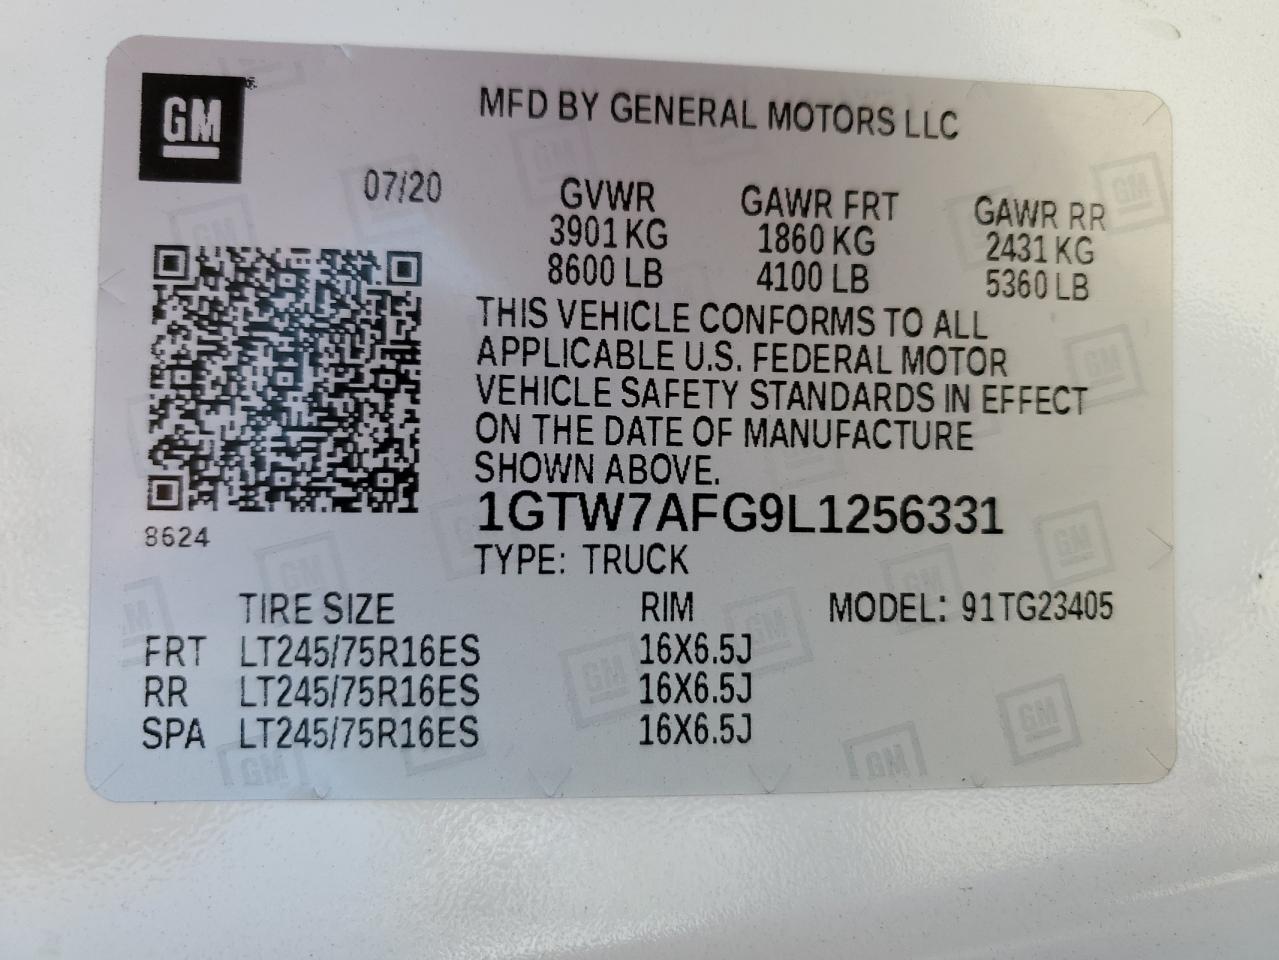 GM
MFD BY GENERAL MOTORS LLC
07/20
GVWR GAWR FRT GAWR RR
3901 KG 1860 KG 2431 KG
8600 LB 4100 LB 5360 LB
THIS VEHICLE CONFORMS TO ALL
APPLICABLE U.S. FEDERAL MOTOR
VEHICLE SAFETY STANDARDS IN EFFECT
ON THE DATE OF MANUFACTURE
SHOWN ABOVE.
1GTW7AFG9L1256331
8624
TYPE: TRUCK
TIRE SIZE RIM MODEL: 91TG23405
FRT LT245/75R16ES 16X6.5J
RR LT245/75R16ES 16X6.5J
SPA LT245/75R16ES 16X6.5J